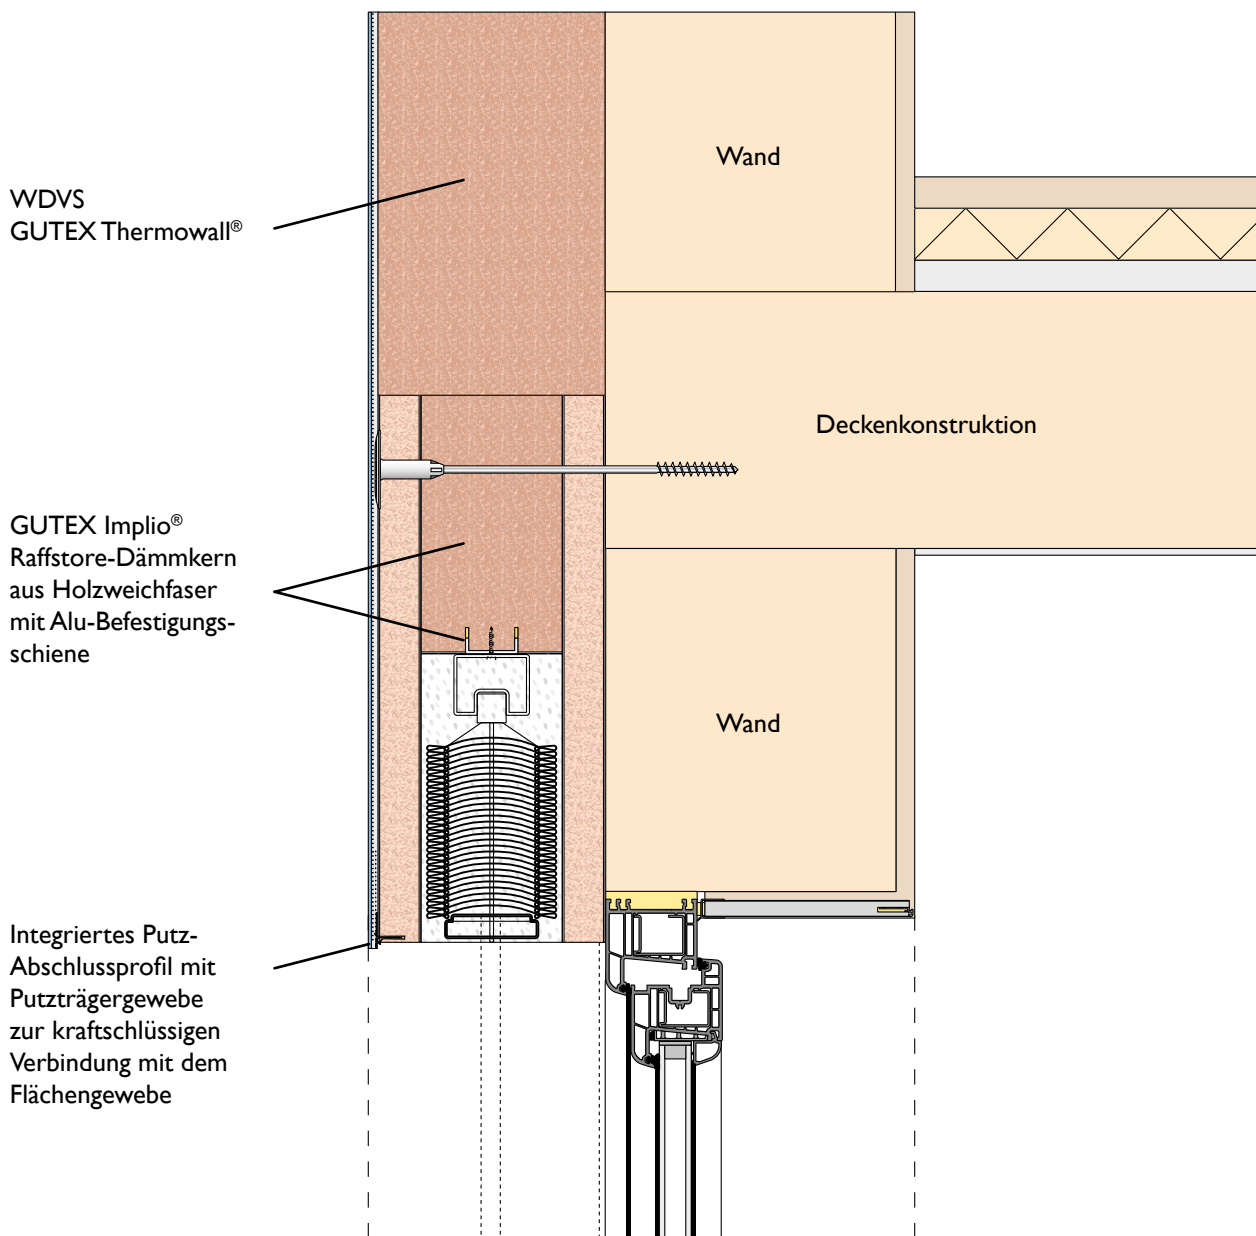 Wand
WDVS
GUTEX Thermowall®
Deckenkonstruktion
GUTEX Implio®
Raffstore-Dämmkern
aus Holzweichfaser
mit Alu-Befestigungs-
schiene
Wand
Integriertes Putz-
Abschlussprofil mit
Putzträgergewebe
zur kraftschlüssigen
Verbindung mit dem
Flächengewebe